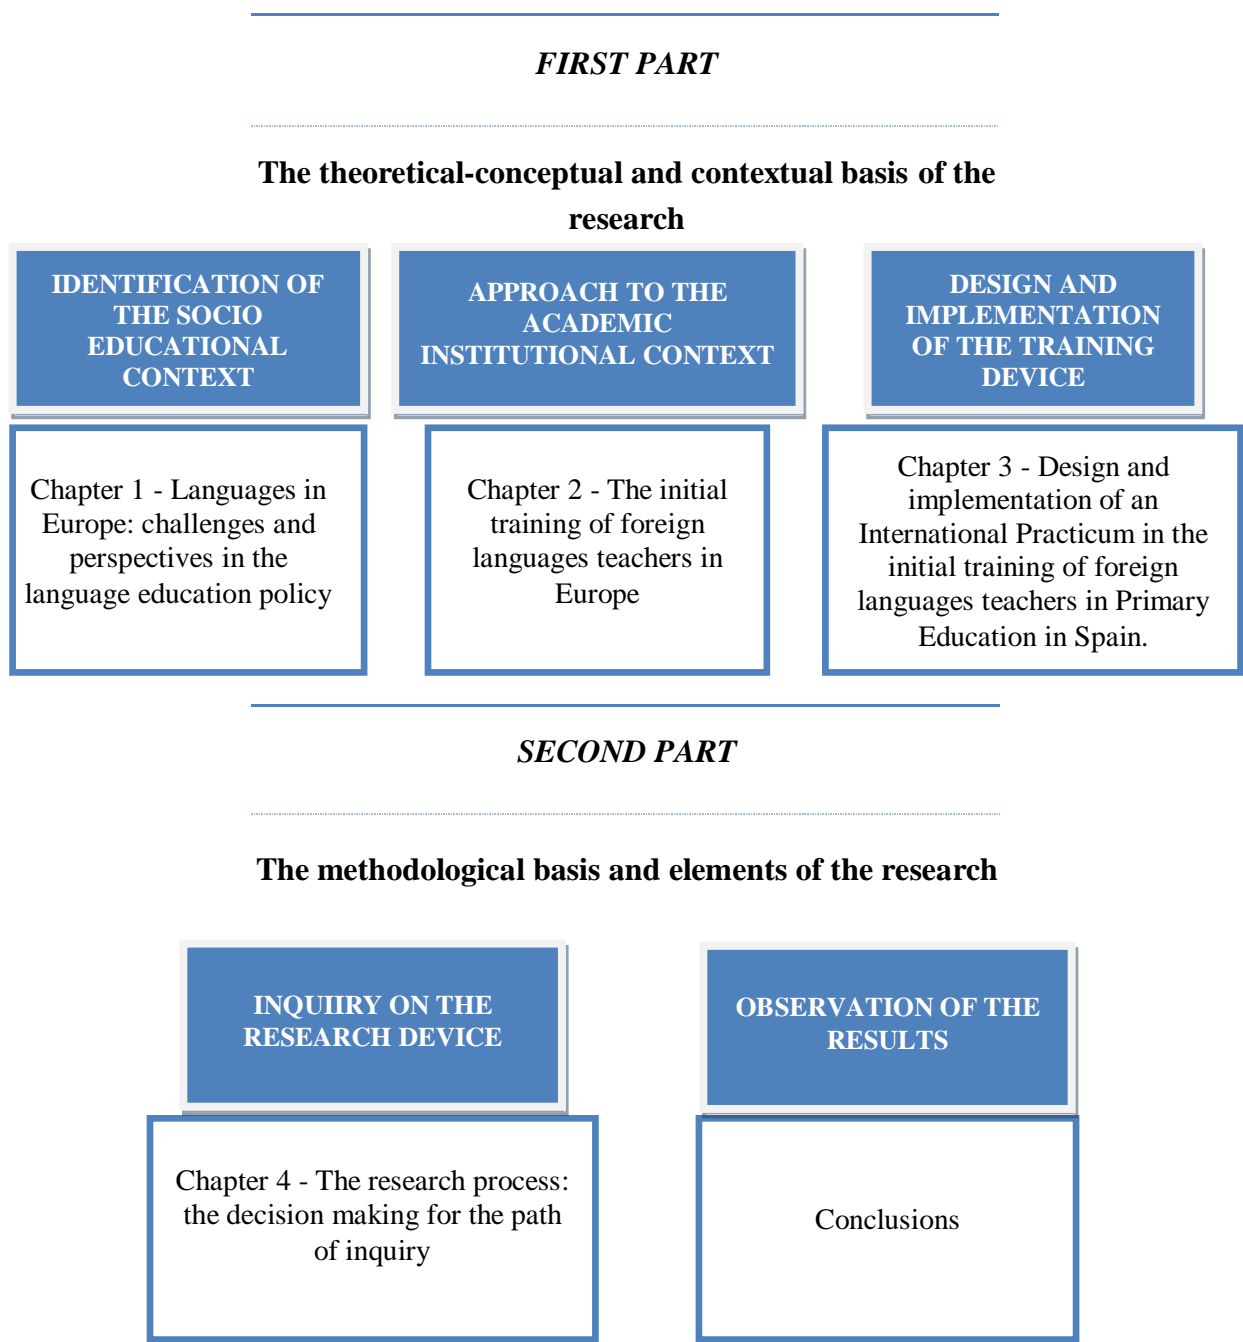 FIRST PART
The theoretical-conceptual and contextual basis of the
research
IDENTIFICATION OF
THE SOCIO
EDUCATIONAL
CONTEXT
APPROACH TO THE
ACADEMIC
INSTITUTIONAL CONTEXT
DESIGN AND
IMPLEMENTATION
OF THE TRAINING
DEVICE
Chapter 1 - Languages in
Europe: challenges and
perspectives in the
language education policy
Chapter 2 - The initial
training of foreign
languages teachers in
Europe
Chapter 3 - Design and
implementation of an
International Practicum in the
initial training of foreign
languages teachers in Primary
Education in Spain.
SECOND PART
The methodological basis and elements of the research
INQUIIRY ON THE
RESEARCH DEVICE
OBSERVATION OF THE
RESULTS
Chapter 4 - The research process:
the decision making for the path
of inquiry
Conclusions